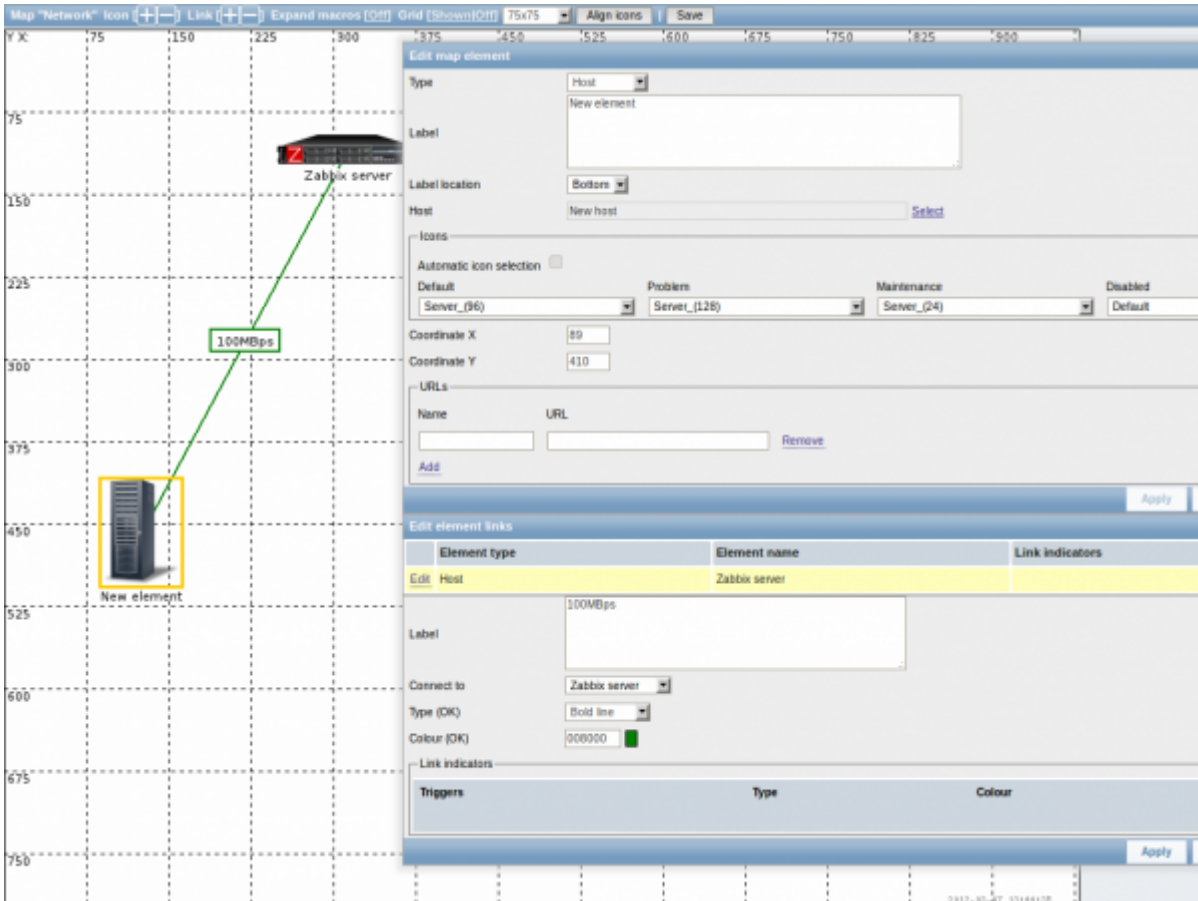 Map "Network" Icon [+|—] Link [+|—] Expand macros [Off] Grid [Shown|Off] 75x75 Align icons | Save
Y X: 75 150 225 300 375 450 525 600 675 750 825 900
Edit map element
Type Host
New element
75
Label
Z
Zabbix server
Label location Bottom
150
Host New host Select
Icons
Automatic icon selection
225
Default Problem Maintenance Disabled
Server_(96) Server_(128) Server_(24) Default
100MBps
Coordinate X 89
Coordinate Y 410
300
URLs
Name URL
Remove
375
Add
Apply
Edit element links
450
Element type Element name Link indicators
Edit Host Zabbix server
New element
100MBps
525
Label
Connect to Zabbix server
600
Type (OK) Bold line
Colour (OK) 008000
Link indicators
675
Triggers Type Colour
Apply
750